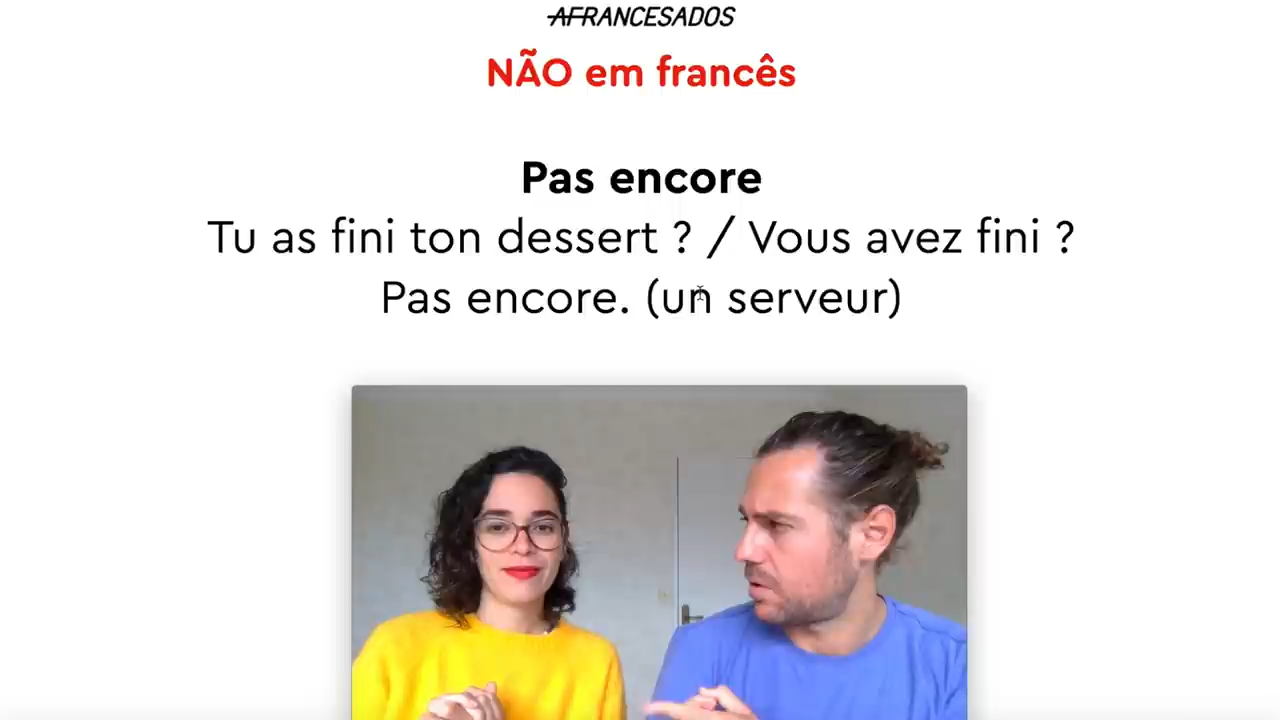 AFRANCESADOS
NÃO em francês
Pas encore
Tu as fini ton dessert ? / Vous avez fini ?
Pas encore. (un serveur)